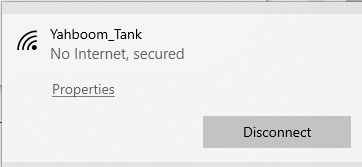 Yahboom_Tank
No Internet, secured
Properties
Disconnect